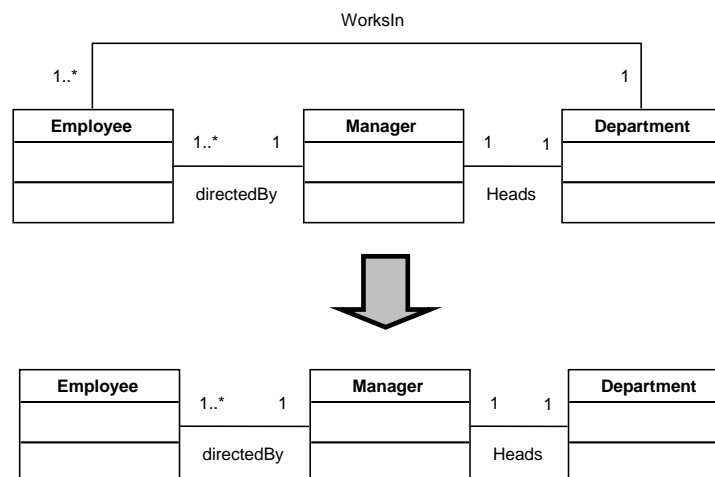 WorksIn
1..* 1
Employee Manager Department
1..* 1 1 1
directedBy Heads
Employee Manager Department
1..* 1 1 1
directedBy Heads